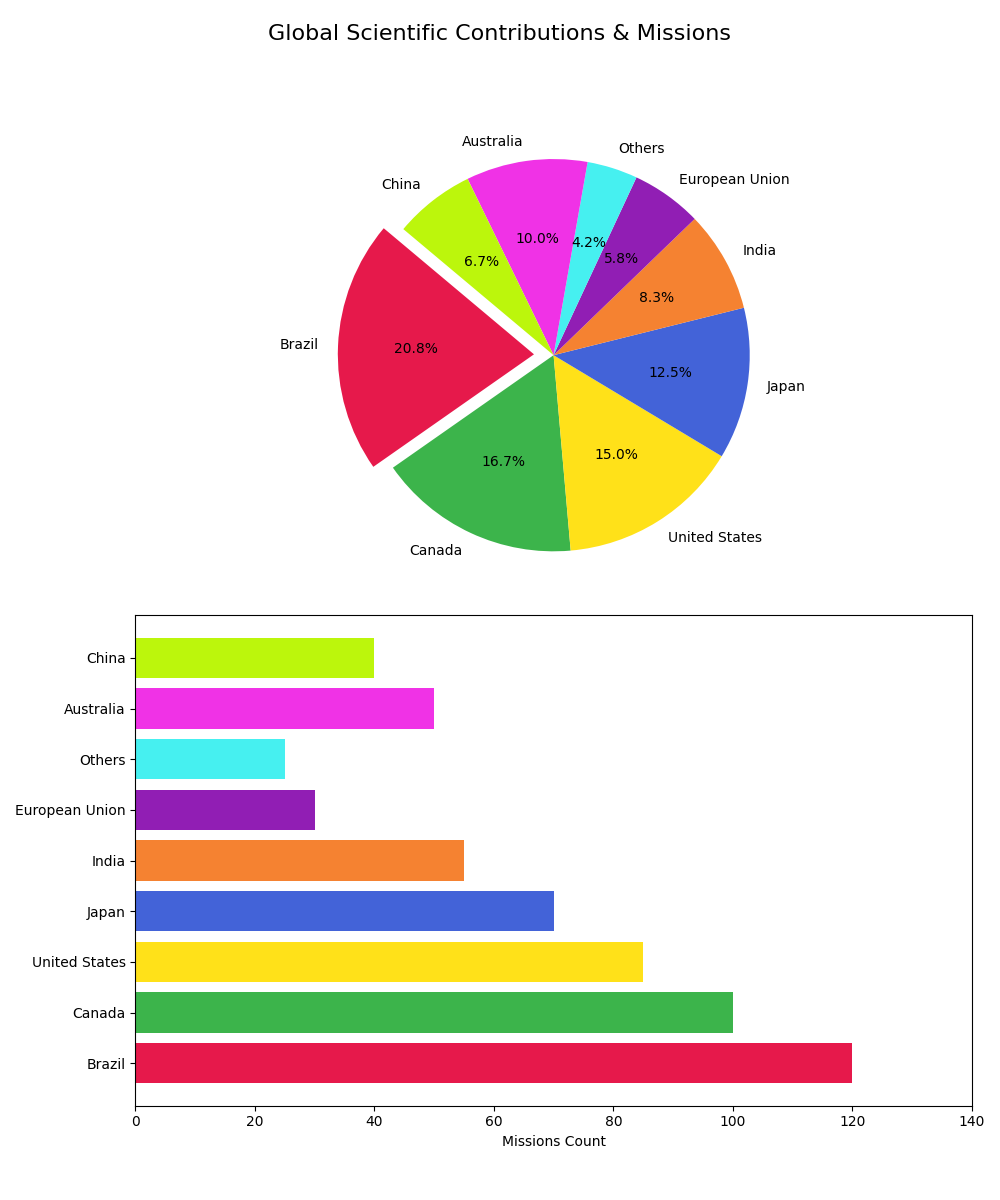 Global Scientific Contributions & Missions
Australia
Others
European Union
China
India
Brazil
Japan
Canada
United States
10.0%
4.2%
5.8%
6.7%
8.3%
20.8%
12.5%
16.7%
15.0%
China
Australia
Others
European Union
India
Japan
United States
Canada
Brazil
0 20 40 60 80 100 120 140
Missions Count